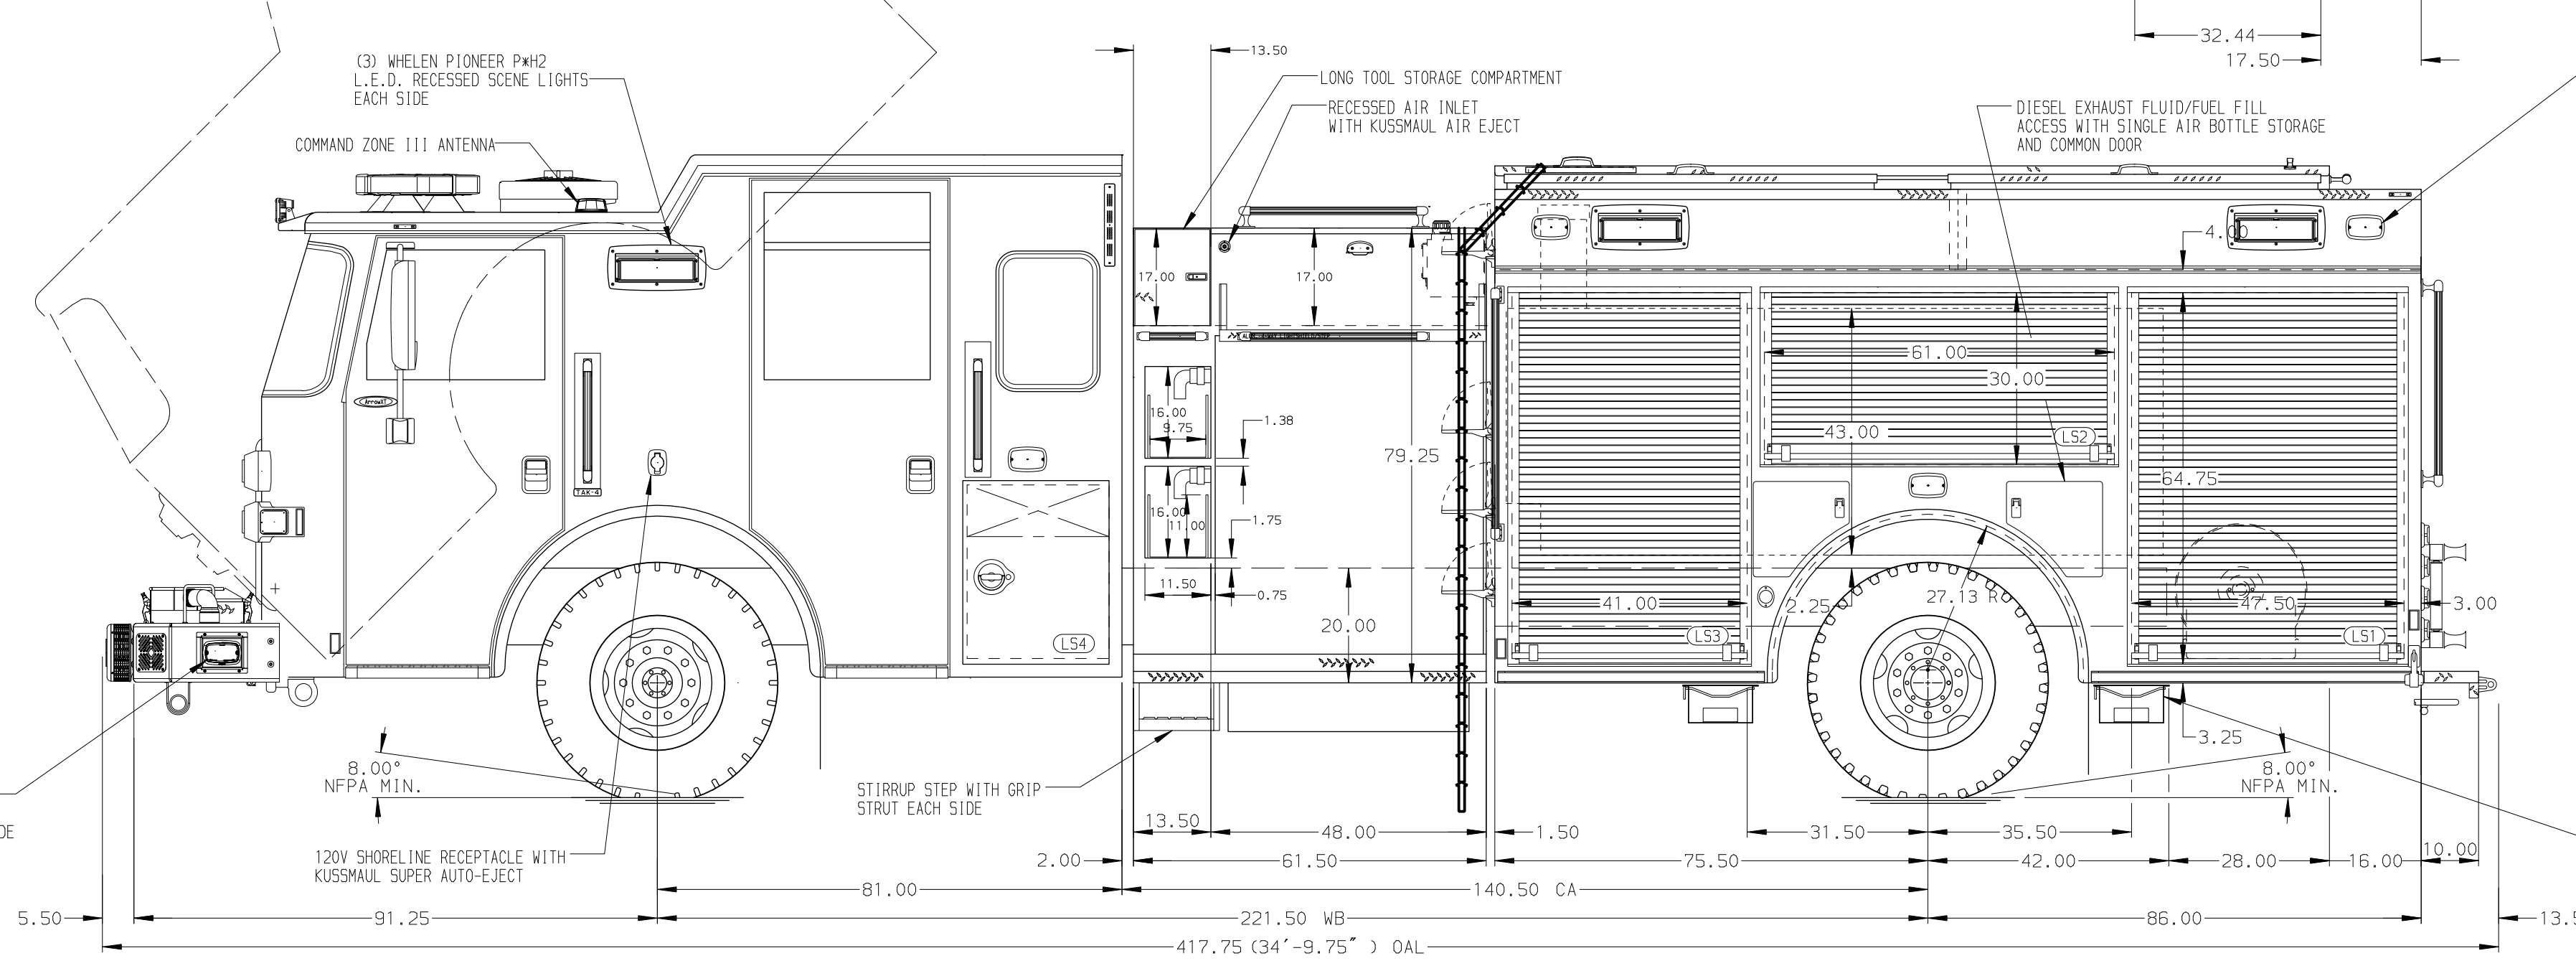 32.44
17.50
13.50
(3) WHELEN PIONEER P*H2
L.E.D. RECESSED SCENE LIGHTS
EACH SIDE
COMMAND ZONE III ANTENNA
LONG TOOL STORAGE COMPARTMENT
RECESSED AIR INLET
WITH KUSSMAUL AIR EJECT
DIESEL EXHAUST FLUID/FUEL FILL
ACCESS WITH SINGLE AIR BOTTLE STORAGE
AND COMMON DOOR
4.00
17.00
17.00
61.00
30.00
ArrowXT
16.00
9.75
1.38
43.00
LS2
79.25
64.75
TAK-4
16.00
11.00
1.75
11.50
0.75
41.00
2.25
27.13 R
47.50
3.00
20.00
LS4
LS3
LS1
3.25
8.00°
NFPA MIN.
8.00°
NFPA MIN.
STIRRUP STEP WITH GRIP
STRUT EACH SIDE
DE
120V SHORELINE RECEPTACLE WITH
KUSSMAUL SUPER AUTO-EJECT
13.50
48.00
1.50
31.50
35.50
2.00
61.50
75.50
42.00
28.00
16.00
10.00
81.00
140.50 CA
5.50
91.25
221.50 WB
86.00
13.5
417.75 (34'-9.75" ) OAL